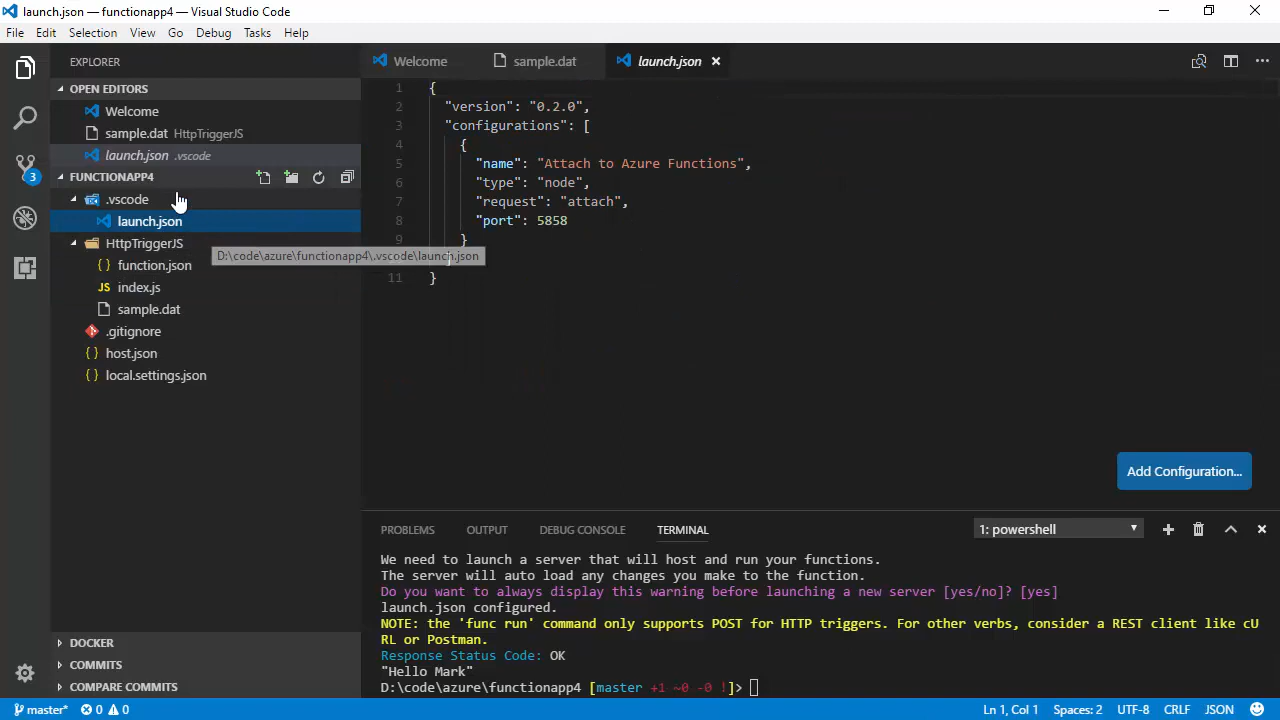 launch.json — functionapp4 — Visual Studio Code
File Edit Selection View Go Debug Tasks Help
EXPLORER
OPEN EDITORS
Welcome
sample.dat HttpTriggerJS
launch.json .vscode
FUNCTIONAPP4
.vscode
launch.json
HttpTriggerJS
D:\code\azure\functionapp4\.vscode\launch.json
function.json
JS index.js
sample.dat
.gitignore
host.json
local.settings.json
DOCKER
COMMITS
COMPARE COMMITS
3
Welcome sample.dat launch.json
1 {
2 "version": "0.2.0",
3 "configurations": [
4 {
5 "name": "Attach to Azure Functions",
6 "type": "node",
7 "request": "attach",
8 "port": 5858
9 }
11 }
Add Configuration...
PROBLEMS OUTPUT DEBUG CONSOLE TERMINAL 1: powershell
We need to launch a server that will host and run your functions.
The server will auto load any changes you make to the function.
Do you want to always display this warning before launching a new server [yes/no]? [yes]
launch.json configured.
NOTE: the 'func run' command only supports POST for HTTP triggers. For other verbs, consider a REST client like cU
RL or Postman.
Response Status Code: OK
"Hello Mark"
D:\code\azure\functionapp4 [master +1 ~0 -0 !]>
master* 0 0 Ln 1, Col 1 Spaces: 2 UTF-8 CRLF JSON